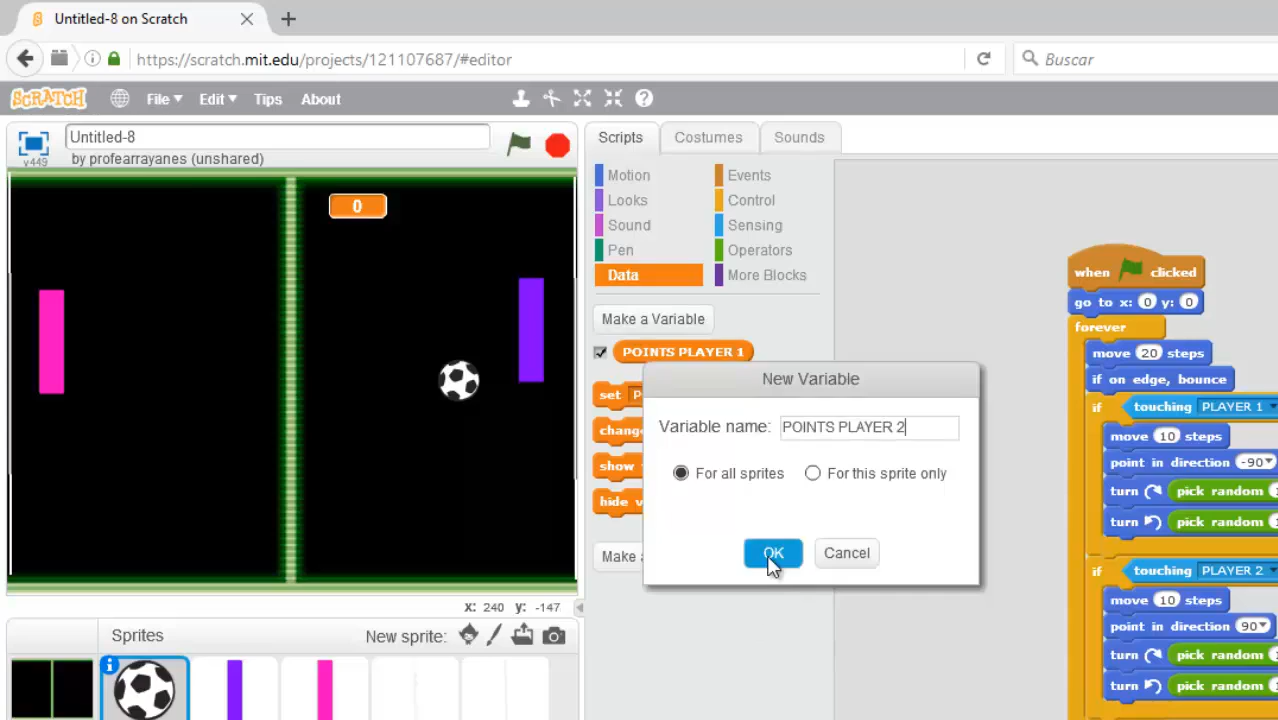 Untitled-8 on Scratch
https://scratch.mit.edu/projects/121107687/#editor
Buscar
SCRATCH
File
Edit
Tips
About
v449
Untitled-8
by profearrayanes (unshared)
Scripts
Costumes
Sounds
Motion
Events
Looks
Control
Sound
Sensing
Pen
Operators
Data
More Blocks
0
Make a Variable
POINTS PLAYER 1
set P
chang
show
hide v
Make a
New Variable
Variable name: POINTS PLAYER 2
For all sprites
For this sprite only
OK
Cancel
when clicked
go to x: 0 y: 0
forever
move 20 steps
if on edge, bounce
if touching PLAYER 1
move 10 steps
point in direction -90
turn pick random
turn pick random
if touching PLAYER 2
move 10 steps
point in direction 90
turn pick random
turn pick random
x: 240 y: -147
Sprites
New sprite: